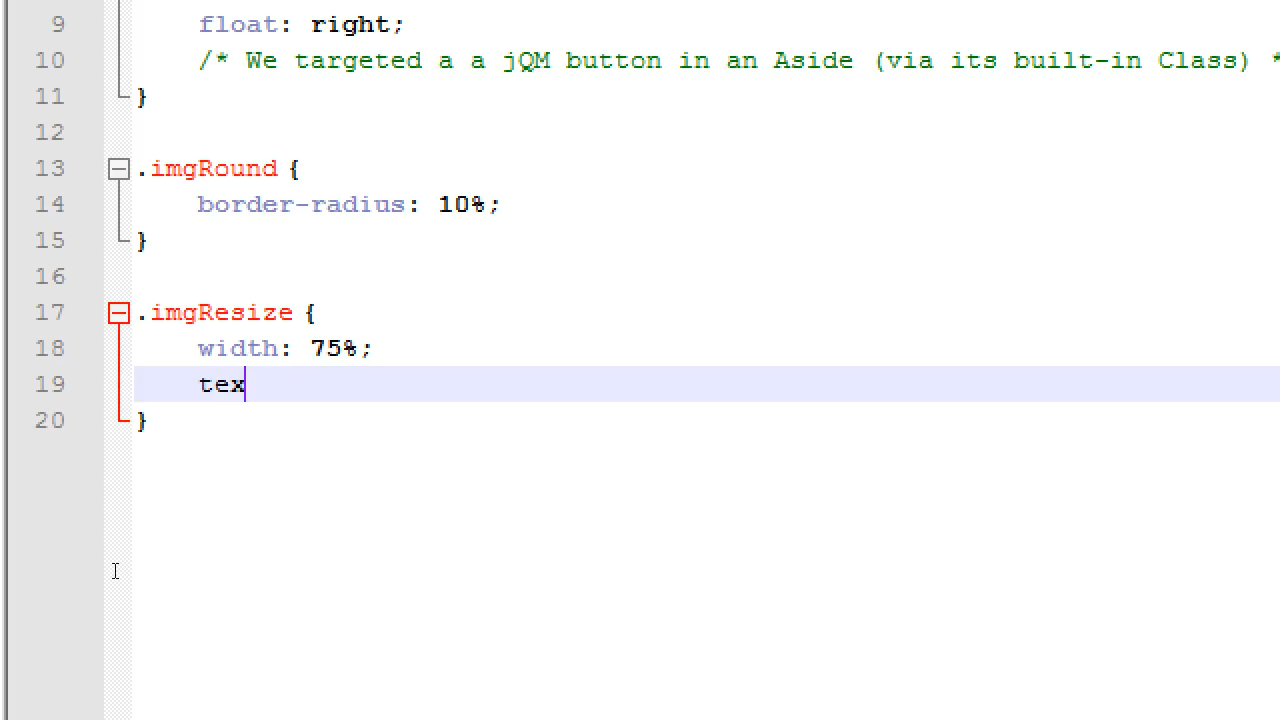 9 float: right;
10 /* We targeted a a jQM button in an Aside (via its built-in Class) *
11 }
12
13 .imgRound {
14 border-radius: 10%;
15 }
16
17 .imgResize {
18 width: 75%;
19 tex
20 }